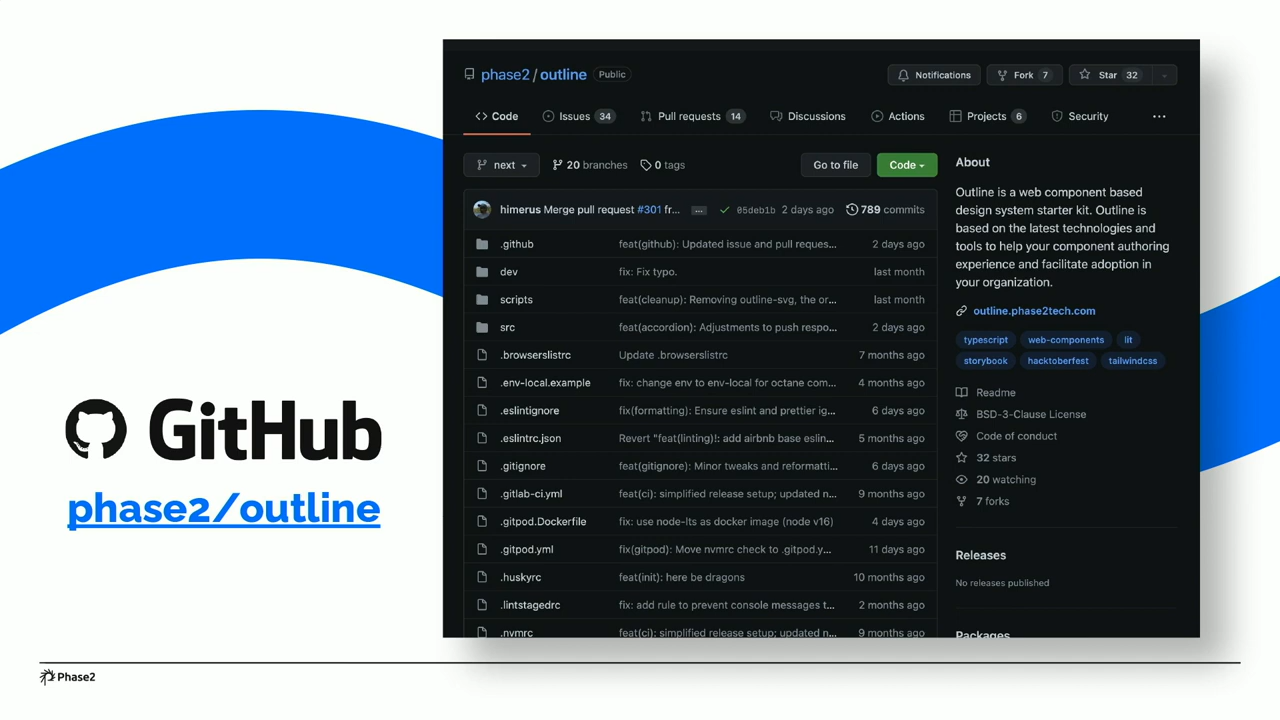 GitHub
phase2/outline
phase2 / outline Public
Notifications Fork 7 Star 32
<> Code Issues 34 Pull requests 14 Discussions Actions Projects 6 Security ...
next 20 branches 0 tags Go to file Code
himerus Merge pull request #301 fr... ... 05deb1b 2 days ago 789 commits
.github feat(github): Updated issue and pull reques... 2 days ago
dev fix: Fix typo. last month
scripts feat(cleanup): Removing outline-svg, the or... last month
src feat(accordion): Adjustments to push respo... 2 days ago
.browserslistrc Update .browserslistrc 7 months ago
.env-local.example fix: change env to env-local for octane com... 4 months ago
.eslintignore fix(formatting): Ensure eslint and prettier ig... 6 days ago
.eslintrc.json Revert "feat(linting)!: add airbnb base eslin... 5 months ago
.gitignore feat(gitignore): Minor tweaks and reformatti... 6 days ago
.gitlab-ci.yml feat(ci): simplified release setup; updated n... 9 months ago
.gitpod.Dockerfile fix: use node-lts as docker image (node v16) 4 days ago
.gitpod.yml fix(gitpod): Move nvmrc check to .gitpod.y... 11 days ago
.huskyrc feat(init): here be dragons 10 months ago
.lintstagedrc fix: add rule to prevent console messages t... 2 months ago
.nvmrc feat(ci): simplified release setup; updated n... 9 months ago
About
Outline is a web component based
design system starter kit. Outline is
based on the latest technologies and
tools to help your component authoring
experience and facilitate adoption in
your organization.
outline.phase2tech.com
typescript web-components lit
storybook hacktoberfest tailwindcss
Readme
BSD-3-Clause License
Code of conduct
32 stars
20 watching
7 forks
Releases
No releases published
Packages
Phase2